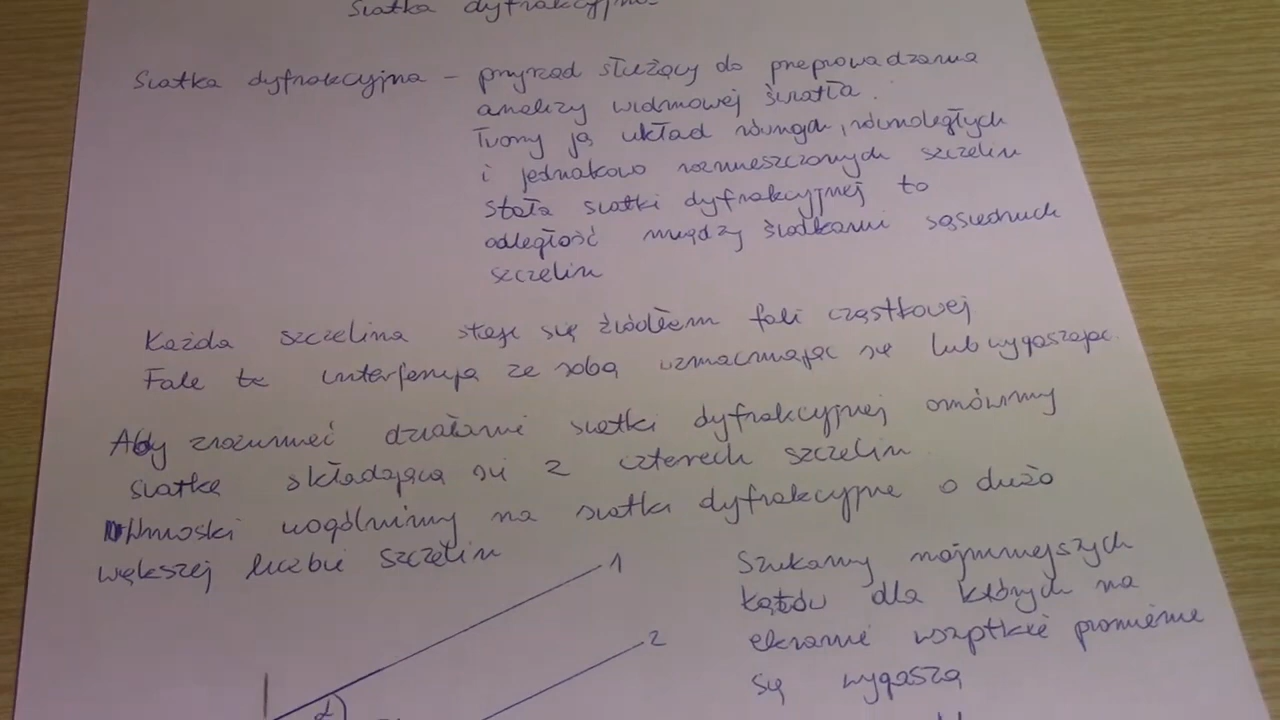 Siatka dyfrakcyjna
Siatka dyfrakcyjna - przyrząd służący do przeprowadzania
analizy widmowej światła.
Tworzy ją układ równych, równoległych
i jednakowo rozmieszczonych szczelin
stała siatki dyfrakcyjnej to
odległość między środkami sąsiednich
szczelin
Każda szczelina staje się źródłem fali cząstkowej
Fale te interferują ze sobą wzmacniając się lub wygaszając.
Aby zrozumieć działanie siatki dyfrakcyjnej omówimy
siatkę składającą się z czterech szczelin
Wnioski uogólnimy na siatki dyfrakcyjne o dużo
większej liczbie szczelin
1
2
α
Szukamy najmniejszych
kątów dla których na
ekranie wszystkie promienie
się wygaszą